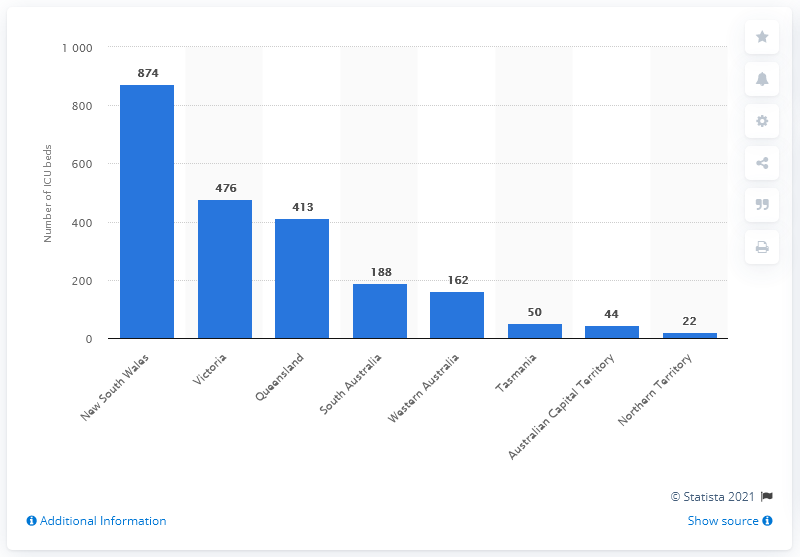 1 000
800
600
400
200
0
Number of ICU beds
874
476
413
188
162
50
44
22
New South Wales
Victoria
Queensland
South Australia
Western Australia
Tasmania
Australian Capital Territory
Northern Territory
© Statista 2021
Additional Information
Show source